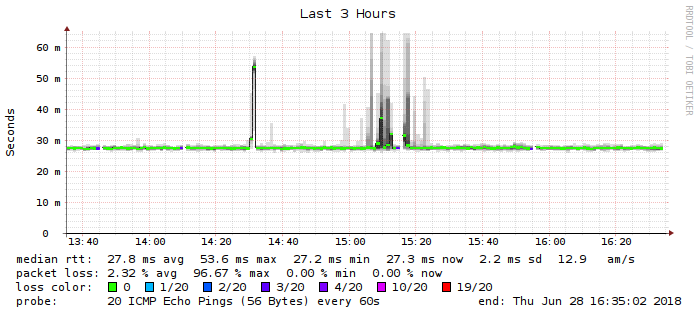 Last 3 Hours
RRDTOOL / TOBI OETIKER
Seconds
60 m
50 m
40 m
30 m
20 m
10 m
0
13:40 14:00 14:20 14:40 15:00 15:20 15:40 16:00 16:20
median rtt: 27.8 ms avg 53.6 ms max 27.2 ms min 27.3 ms now 2.2 ms sd 12.9 am/s
packet loss: 2.32 % avg 96.67 % max 0.00 % min 0.00 % now
loss color: 0 1/20 2/20 3/20 4/20 10/20 19/20
probe: 20 ICMP Echo Pings (56 Bytes) every 60s end: Thu Jun 28 16:35:02 2018